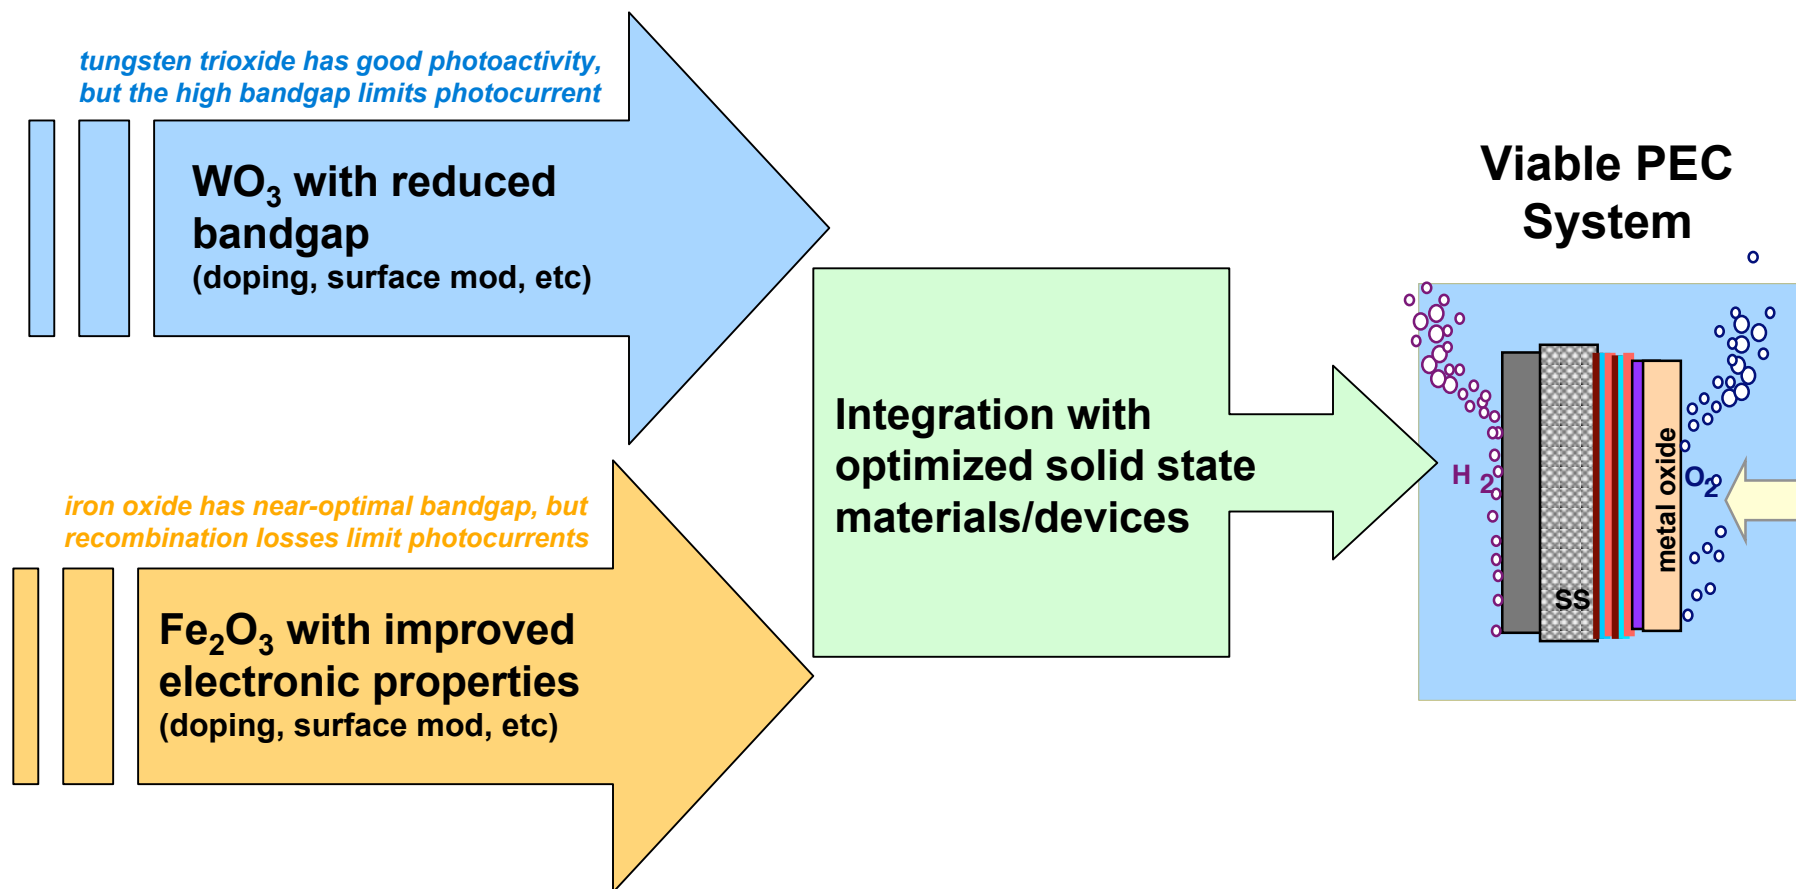 tungsten trioxide has good photoactivity,
but the high bandgap limits photocurrent
WO₃ with reduced
bandgap
(doping, surface mod, etc)
iron oxide has near-optimal bandgap, but
recombination losses limit photocurrents
Fe₂O₃ with improved
electronic properties
(doping, surface mod, etc)
Integration with
optimized solid state
materials/devices
Viable PEC
System
H₂
SS
metal oxide
O₂